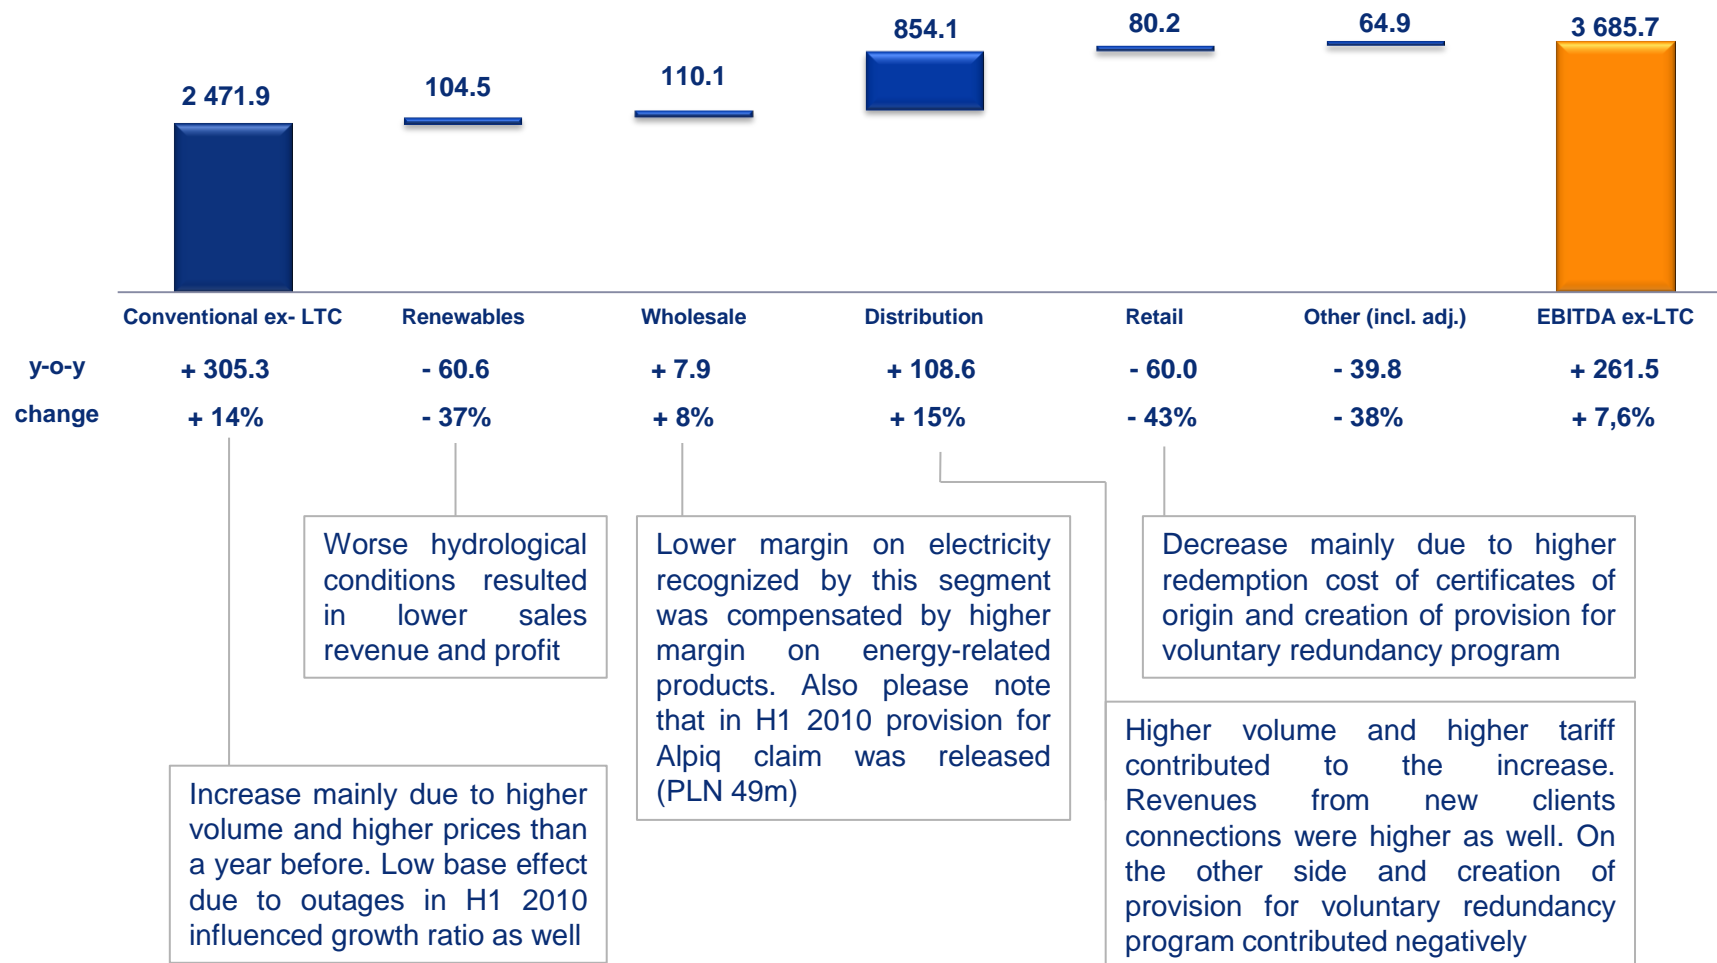 2 471.9
104.5
110.1
854.1
80.2
64.9
3 685.7
Conventional ex- LTC
Renewables
Wholesale
Distribution
Retail
Other (incl. adj.)
EBITDA ex-LTC
y-o-y
+ 305.3
- 60.6
+ 7.9
+ 108.6
- 60.0
- 39.8
+ 261.5
change
+ 14%
- 37%
+ 8%
+ 15%
- 43%
- 38%
+ 7,6%
Worse hydrological
conditions resulted
in lower sales
revenue and profit
Lower margin on electricity
recognized by this segment
was compensated by higher
margin on energy-related
products. Also please note
that in H1 2010 provision for
Alpiq claim was released
(PLN 49m)
Decrease mainly due to higher
redemption cost of certificates of
origin and creation of provision for
voluntary redundancy program
Increase mainly due to higher
volume and higher prices than
a year before. Low base effect
due to outages in H1 2010
influenced growth ratio as well
Higher volume and higher tariff
contributed to the increase.
Revenues from new clients
connections were higher as well. On
the other side and creation of
provision for voluntary redundancy
program contributed negatively